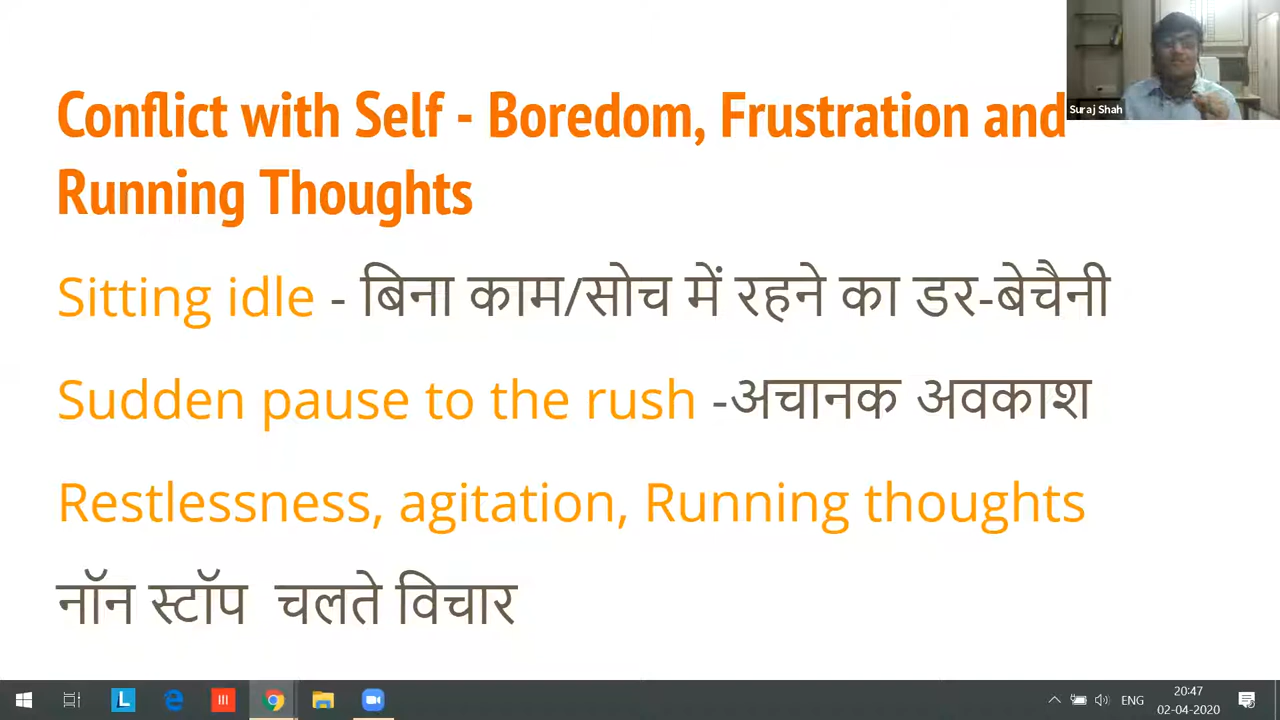 Suraj Shah
Conflict with Self - Boredom, Frustration and
Running Thoughts
Sitting idle - बिना काम/सोच में रहने का डर-बेचैनी
Sudden pause to the rush -अचानक अवकाश
Restlessness, agitation, Running thoughts
नॉन स्टॉप चलते विचार
ENG
20:47
02-04-2020